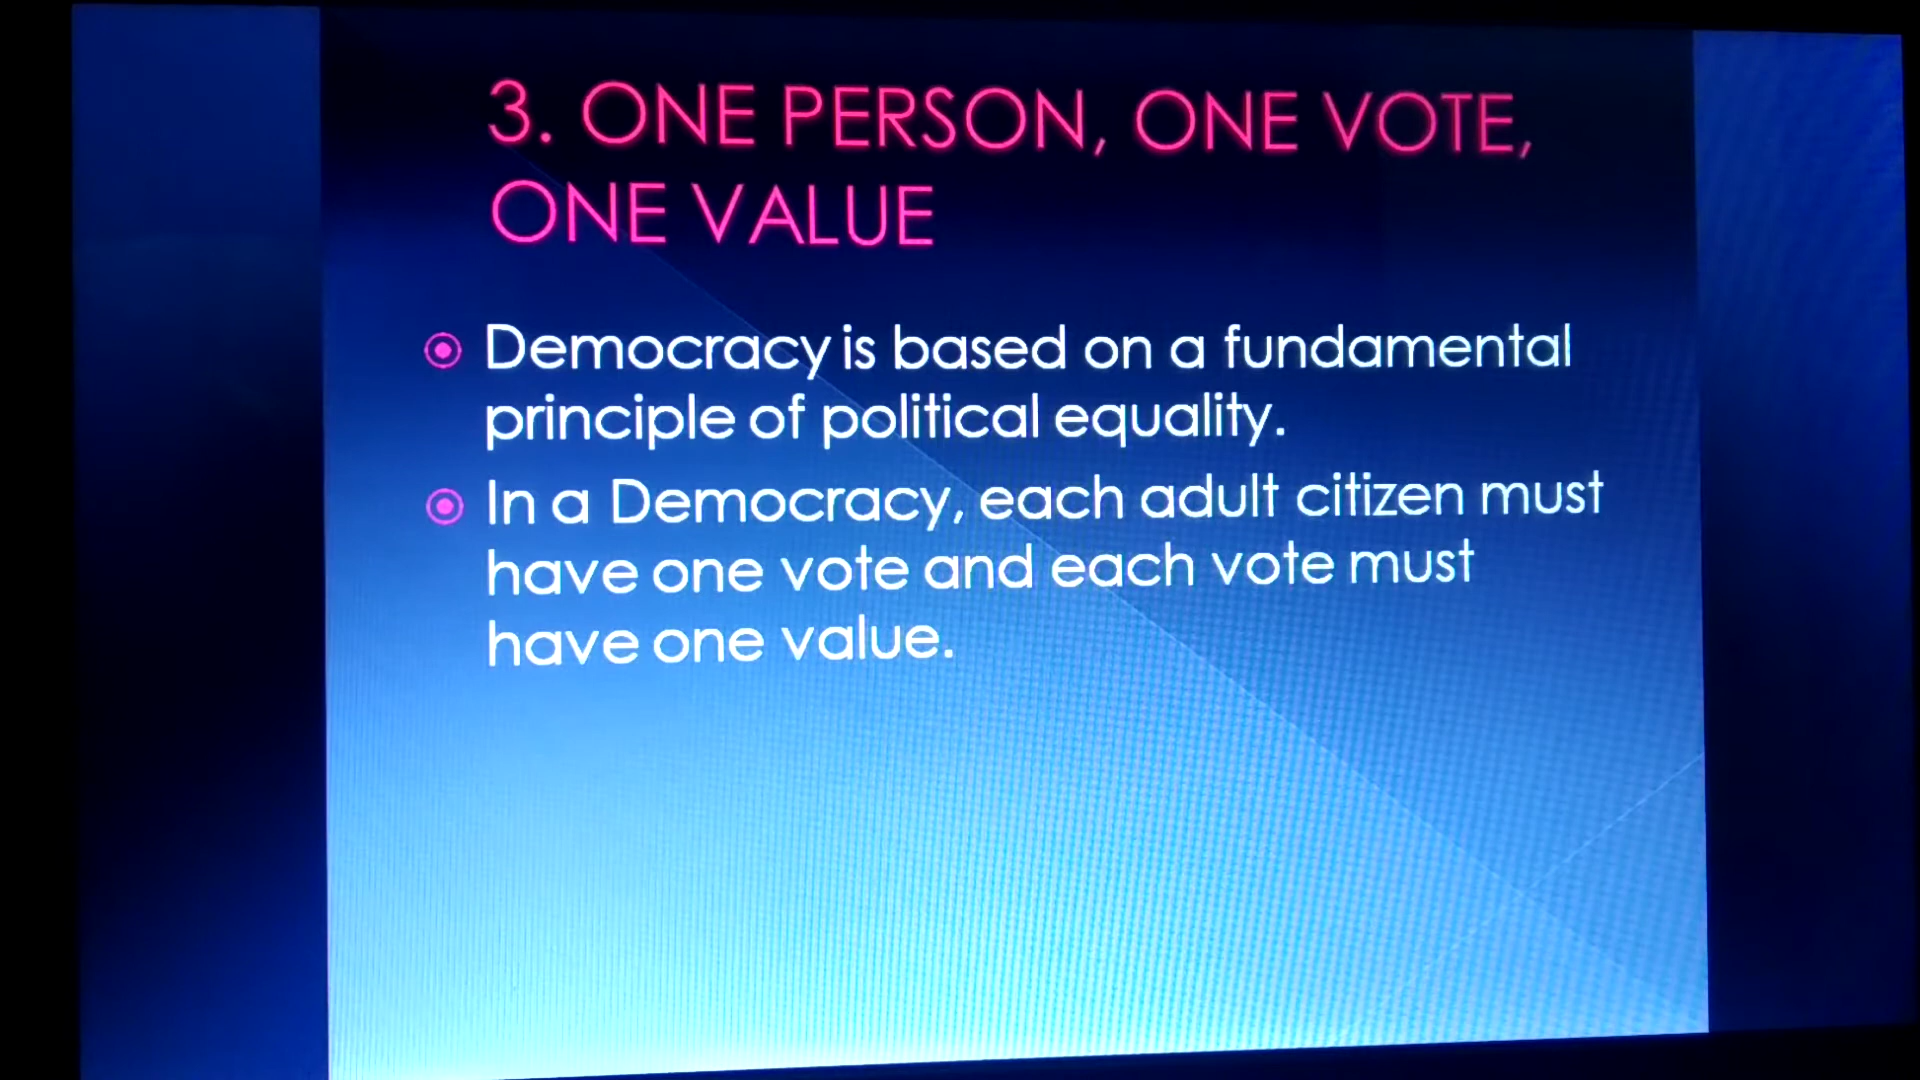 3. ONE PERSON, ONE VOTE,
ONE VALUE
Democracy is based on a fundamental
principle of political equality.
In a Democracy, each adult citizen must
have one vote and each vote must
have one value.